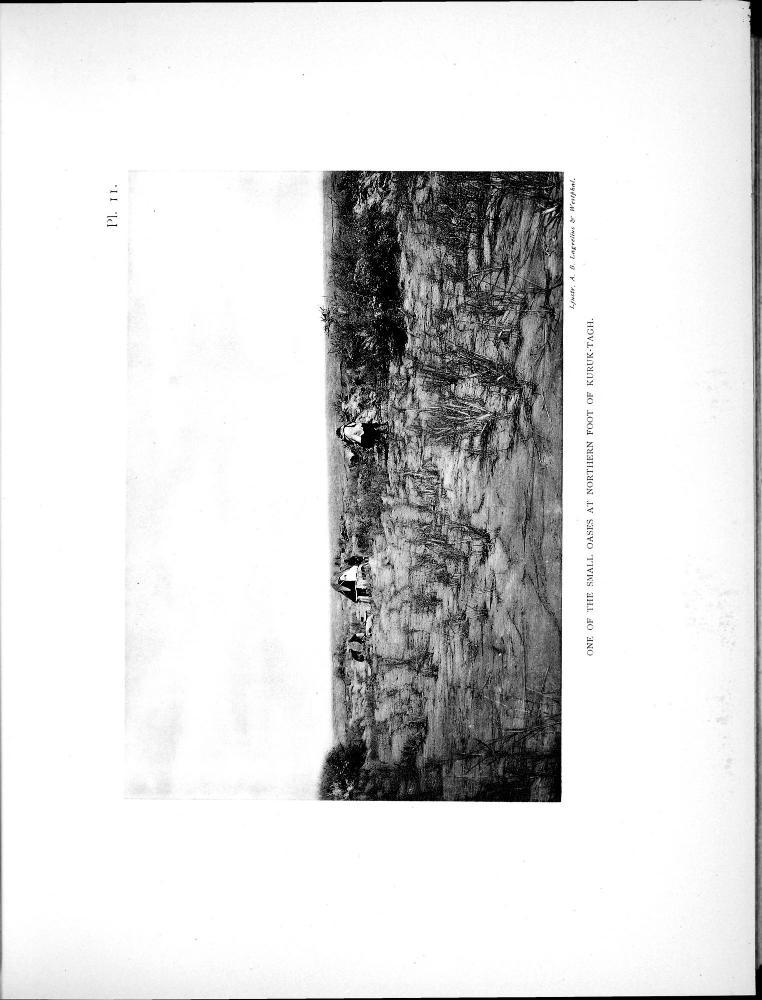 Pl. 11.
Ljustr. A. B. Lagrelius & Westphal.
ONE OF THE SMALL OASES AT NORTHERN FOOT OF KURUK-TAGH.